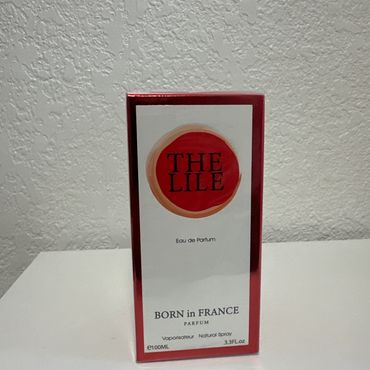 THE
LILE
Eau de Parfum
BORN in FRANCE
PARFUM
Vaporisateur Natural Spray
℮100ML 3.3Fl.oz